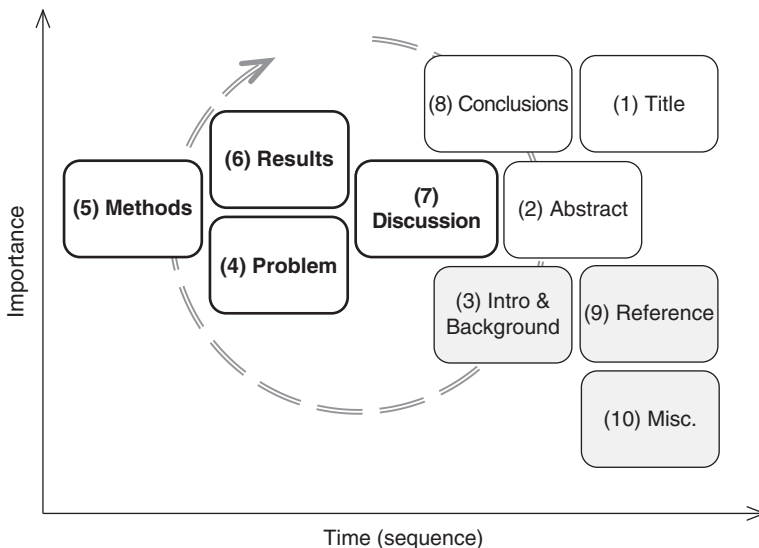 (8) Conclusions
(1) Title
(6) Results
(5) Methods
(7)
Discussion
(2) Abstract
(4) Problem
(3) Intro &
Background
(9) Reference
(10) Misc.
Importance
Time (sequence)